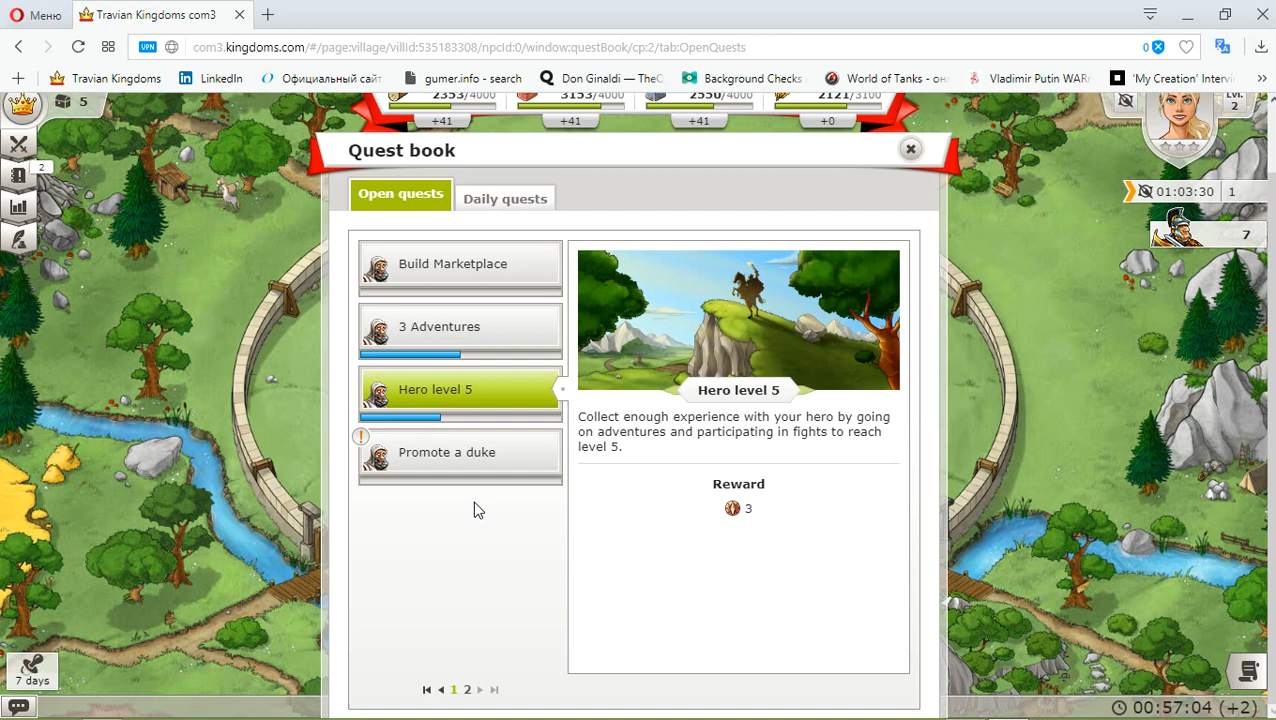 Меню
Travian Kingdoms com3
VPN
com3.kingdoms.com/#/page:village/villId:535183308/npcId:0/window:questBook/cp:2/tab:OpenQuests
0
Travian Kingdoms
LinkedIn
Официальный сайт
gumer.info - search
Don Ginaldi — TheQ
Background Checks
World of Tanks - он
Vladimir Putin WAR
'My Creation' Intervi
5
2353/4000
3153/4000
2550/4000
2121/3100
LVL.
2
+41
+41
+41
+0
2
Quest book
Open quests
Daily quests
01:03:30
1
7
Build Marketplace
3 Adventures
Hero level 5
Promote a duke
Hero level 5
Collect enough experience with your hero by going
on adventures and participating in fights to reach
level 5.
Reward
3
7 days
1 2
00:57:04 (+2)